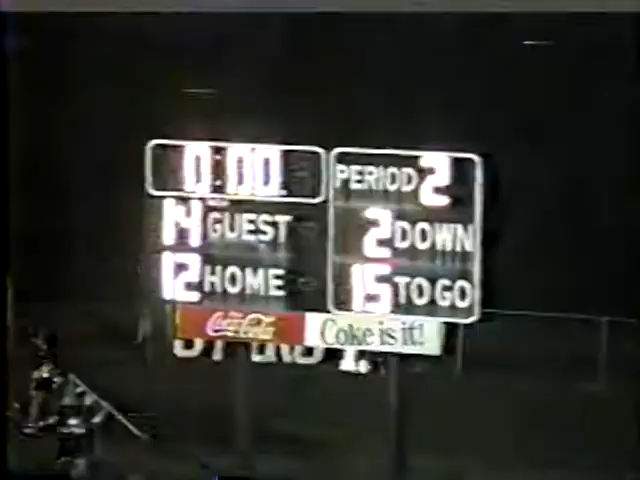 0:00 PERIOD 2
14 GUEST 2 DOWN
12 HOME 15 TO GO
Coca-Cola Coke is it!